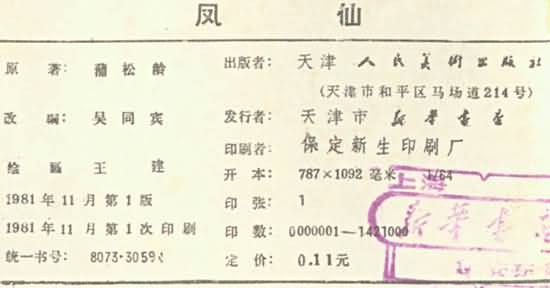 凤仙
原著：蒲松龄
改编：吴同宾
绘画：王建
1981年11月第1版
1981年11月第1次印刷
统一书号：8073·3059
出版者：天津人民美術出版社
(天津市和平区马场道214号)
发行者：天津市新华书店
印刷者：保定新生印刷厂
开本：787×1092毫米 1/64
印张：1
印数：0000001—1421000
定价：0.11元
上海
新华书店